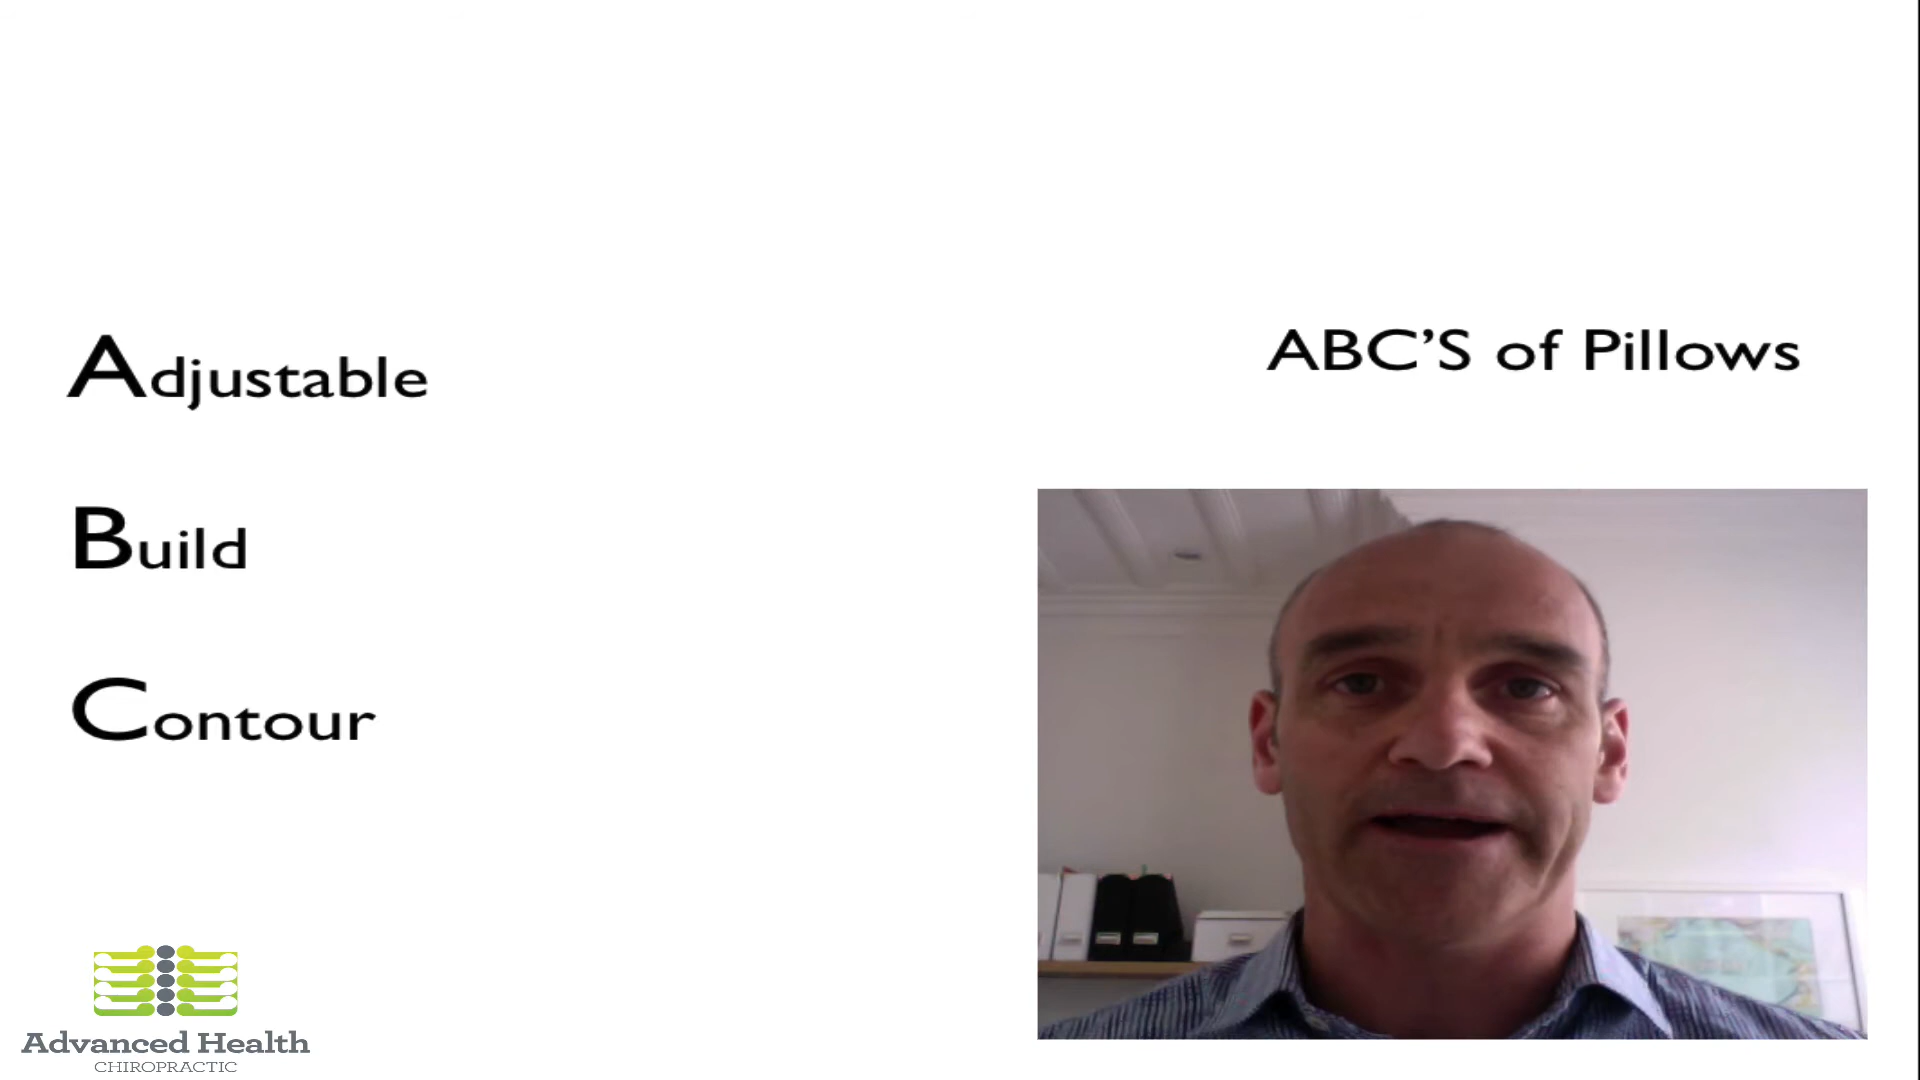 ABC’S of Pillows
Adjustable
Build
Contour
Advanced Health
CHIROPRACTIC